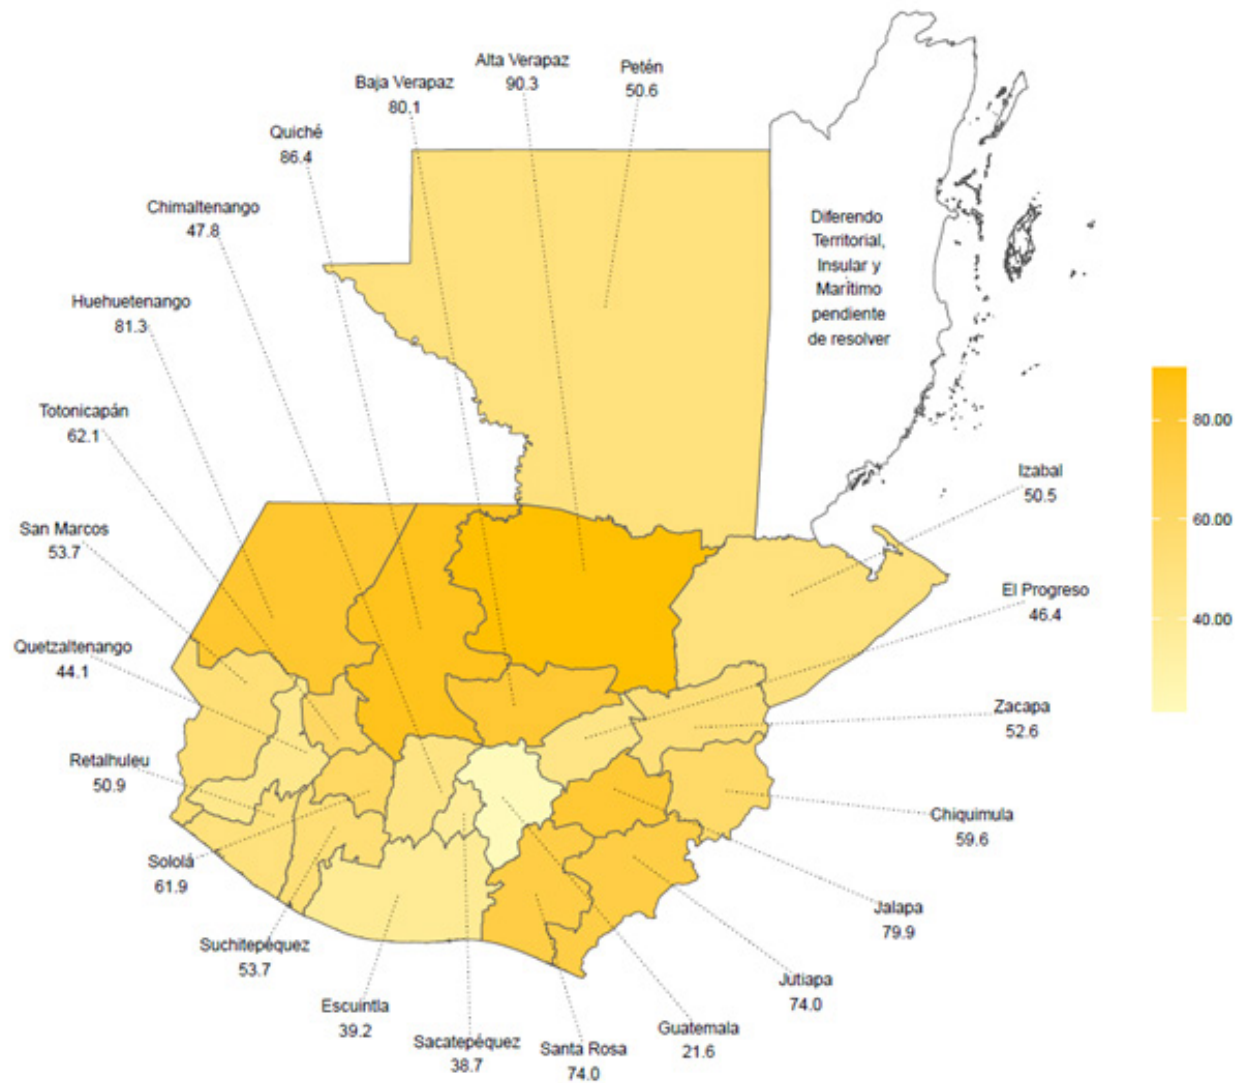 Alta Verapaz
90.3
Petén
50.6
Baja Verapaz
80.1
Quiché
86.4
Chimaltenango
47.8
Diferendo
Territorial,
Insular y
Marítimo
pendiente
de resolver
Huehuetenango
81.3
Totonicapán
62.1
80.00
60.00
40.00
Izabal
50.5
San Marcos
53.7
El Progreso
46.4
Quetzaltenango
44.1
Zacapa
52.6
Retalhuleu
50.9
Chiquimula
59.6
Sololá
61.9
Jalapa
79.9
Suchitepéquez
53.7
Jutiapa
74.0
Escuintla
39.2
Guatemala
21.6
Sacatepéquez
38.7
Santa Rosa
74.0